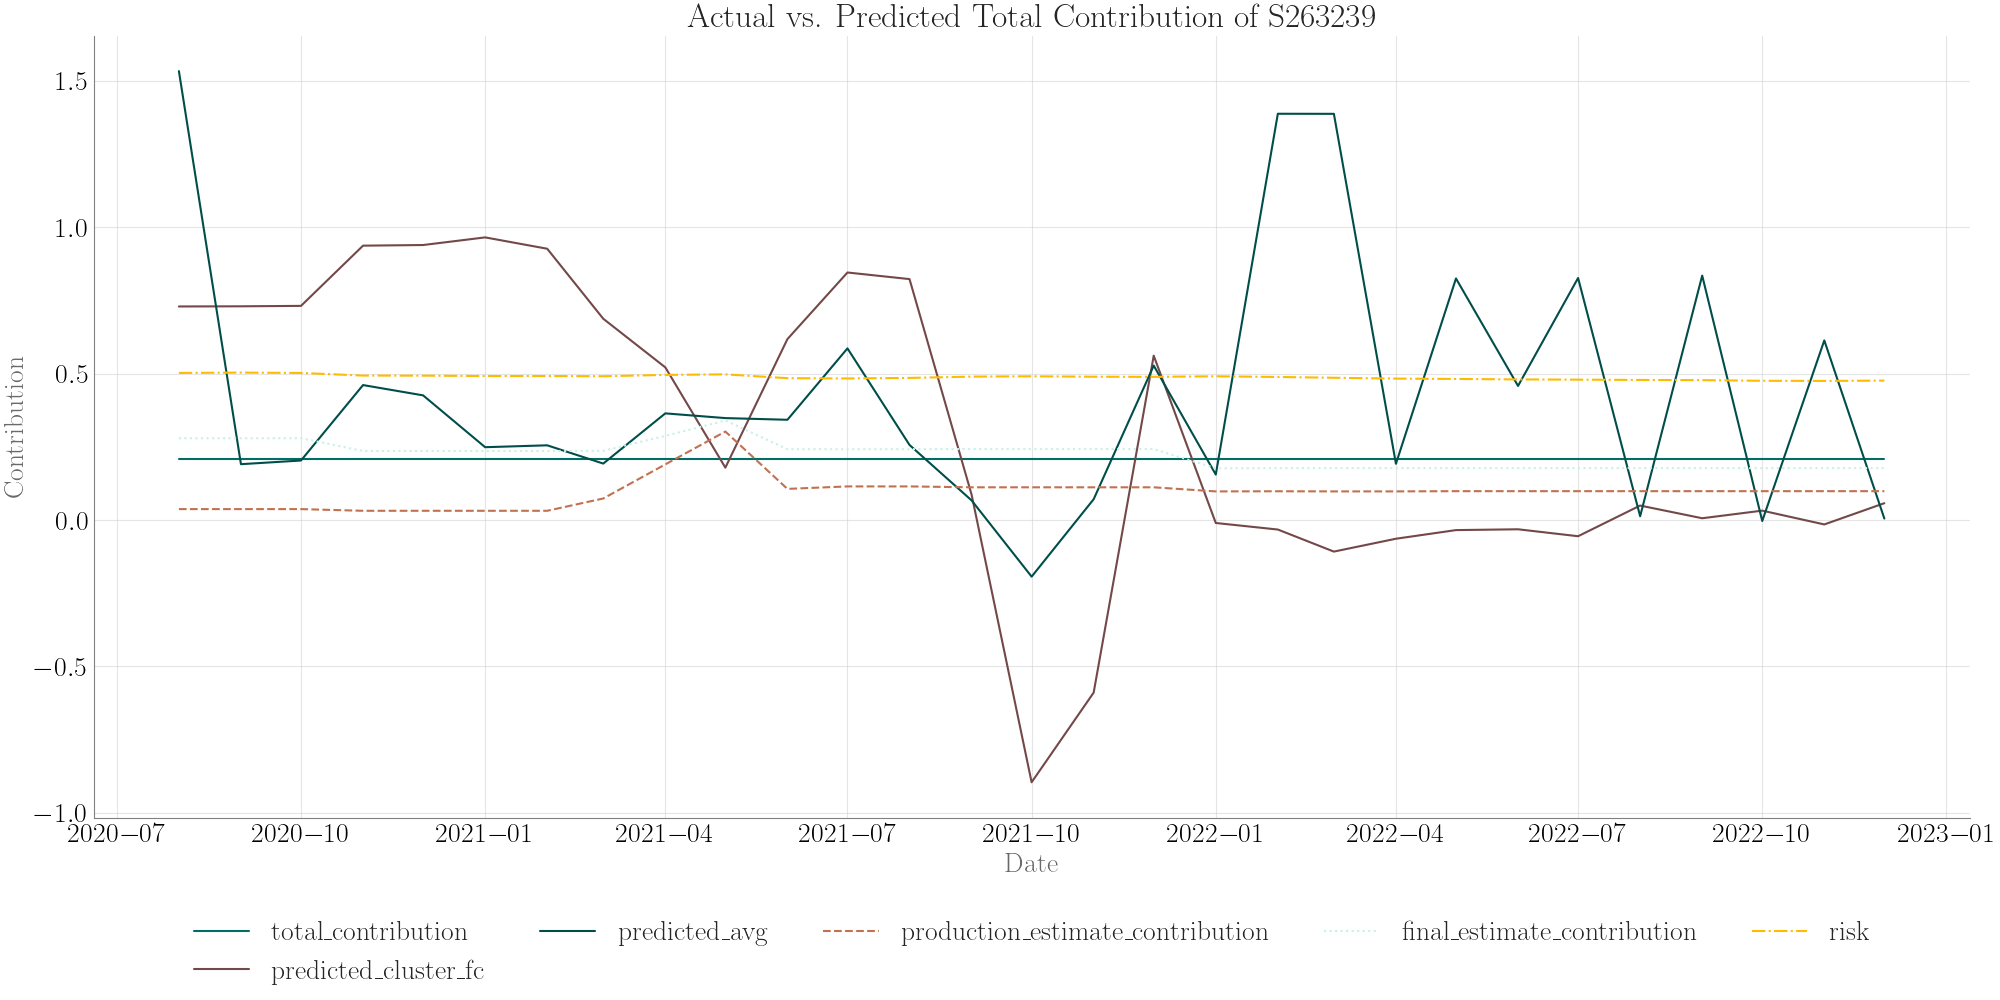 Actual vs. Predicted Total Contribution of S263239
1.5
1.0
0.5
0.0
−0.5
−1.0
Contribution
2020−07 2020−10 2021−01 2021−04 2021−07 2021−10 2022−01 2022−04 2022−07 2022−10 2023−01
Date
total_contribution predicted_avg production_estimate_contribution final_estimate_contribution risk
predicted_cluster_fc